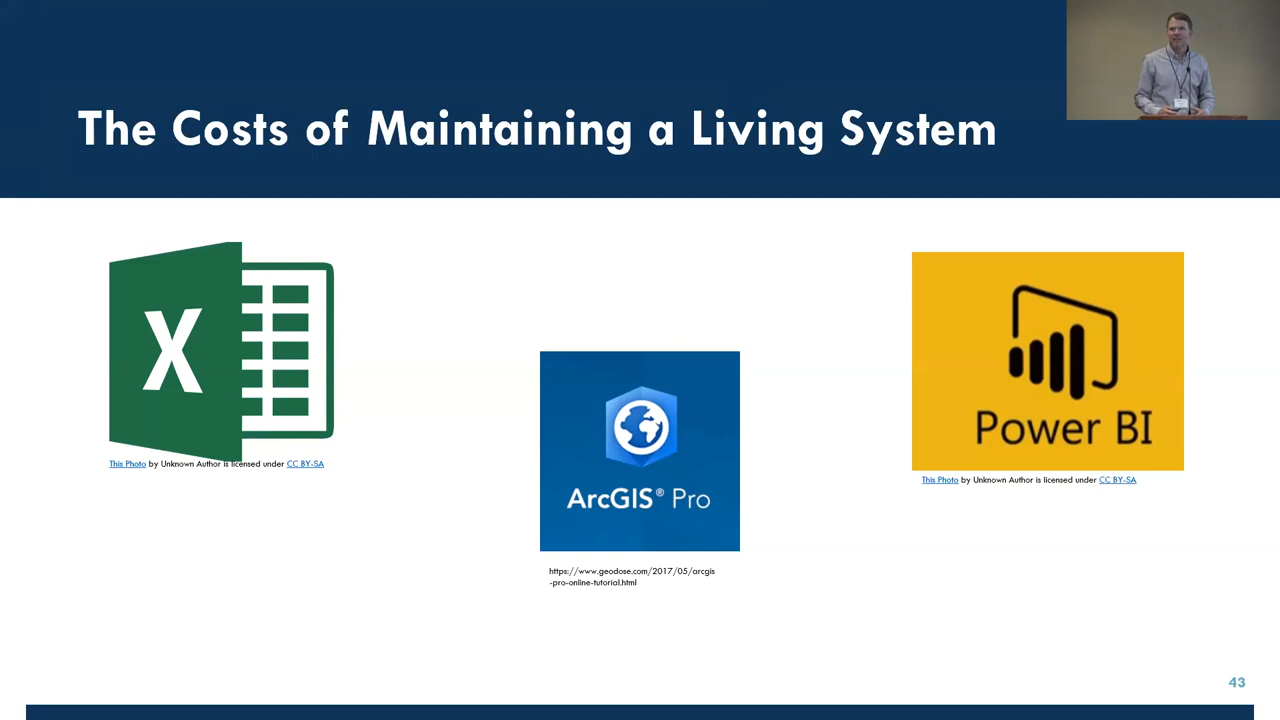 The Costs of Maintaining a Living System
X
This Photo by Unknown Author is licensed under CC BY-SA
ArcGIS® Pro
https://www.geodose.com/2017/05/arcgis
-pro-online-tutorial.html
Power BI
This Photo by Unknown Author is licensed under CC BY-SA
43